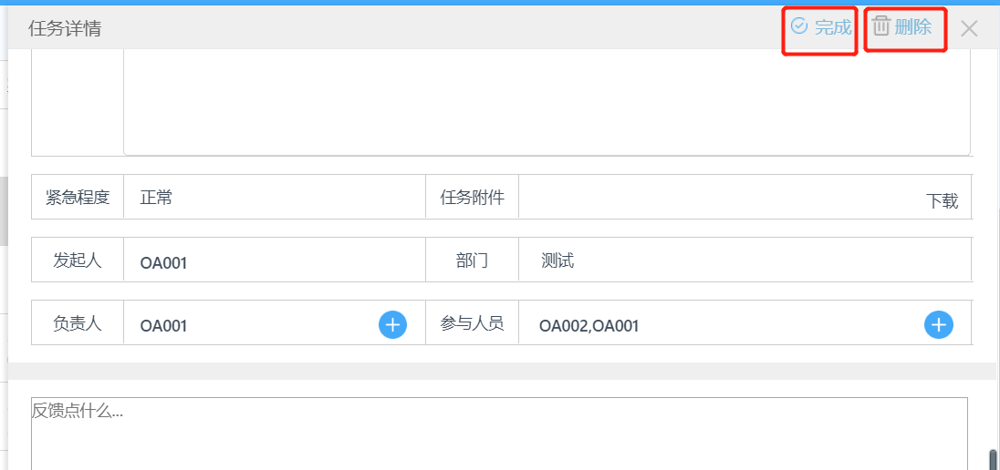 任务详情 完成 删除
紧急程度 正常 任务附件 下载
发起人 OA001 部门 测试
负责人 OA001 参与人员 OA002,OA001
反馈点什么...